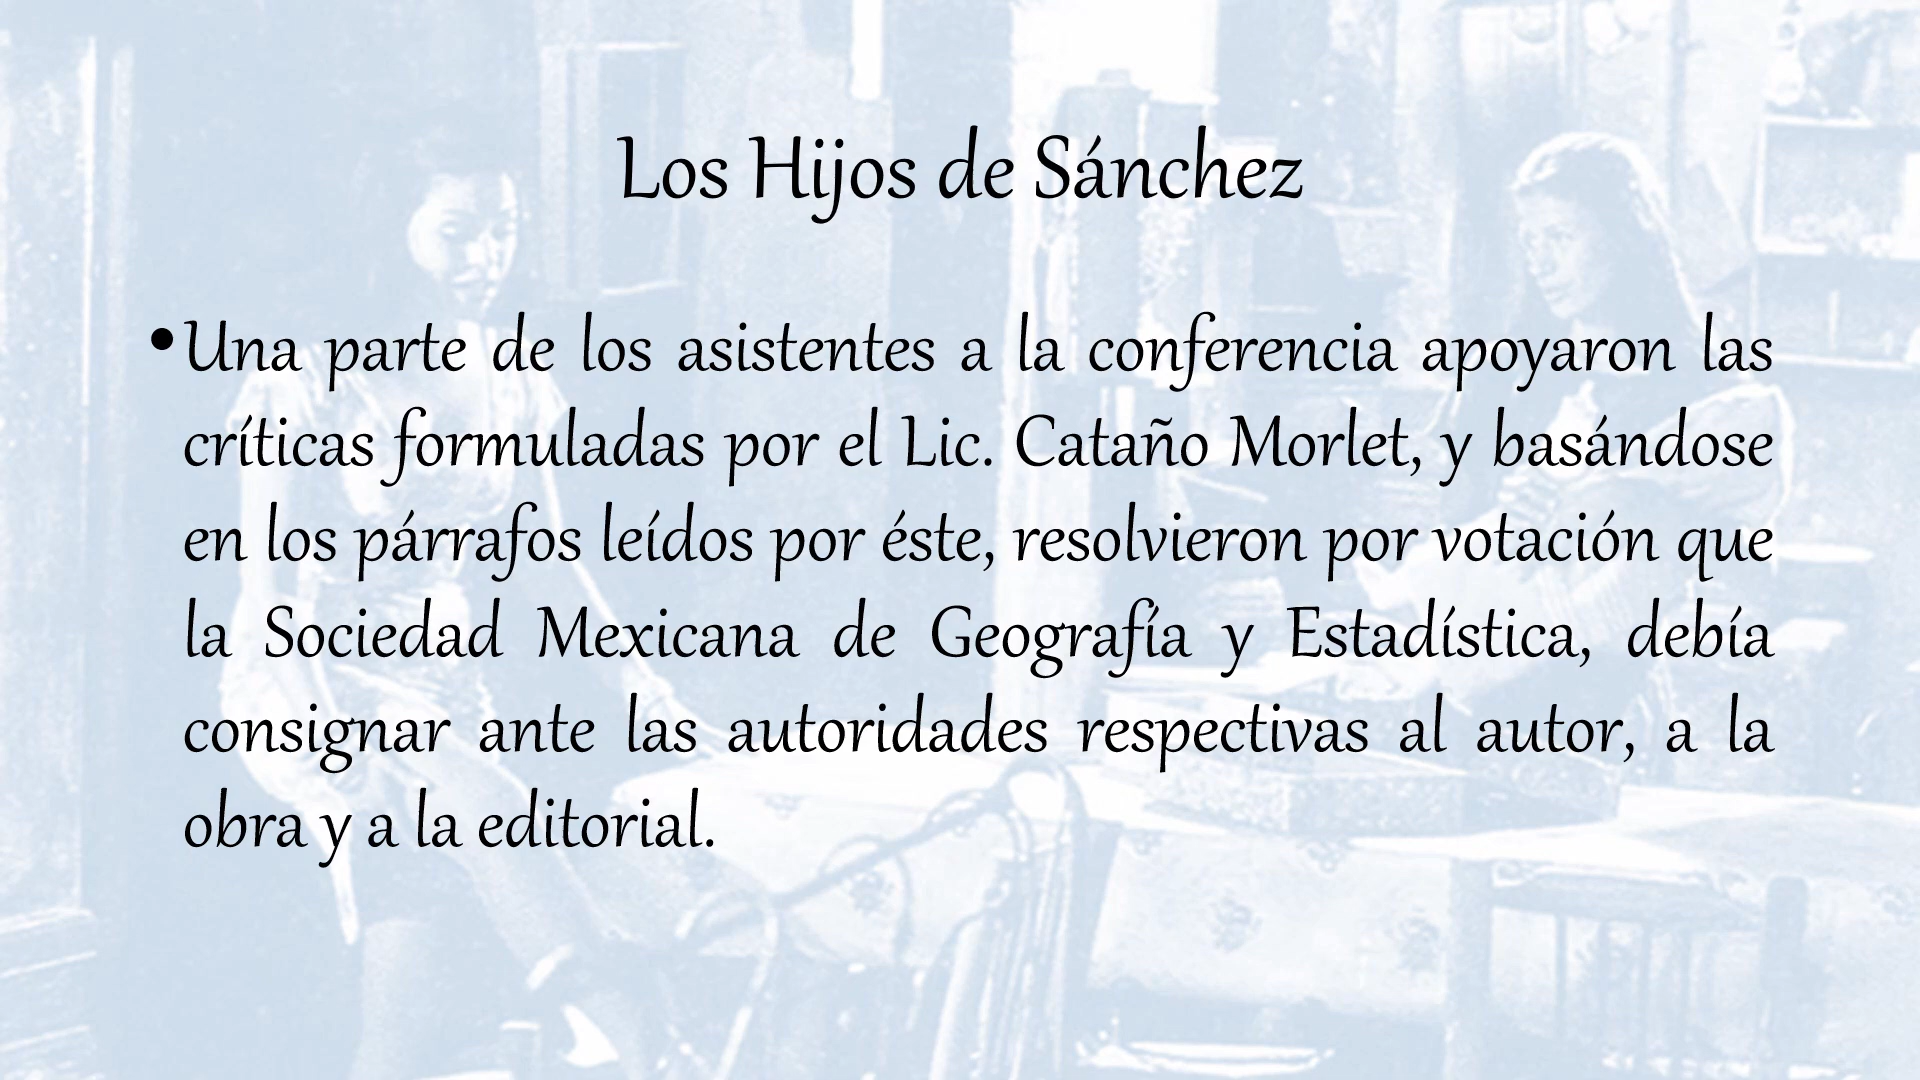 Los Hijos de Sánchez
•Una parte de los asistentes a la conferencia apoyaron las
críticas formuladas por el Lic. Cataño Morlet, y basándose
en los párrafos leídos por éste, resolvieron por votación que
la Sociedad Mexicana de Geografía y Estadística, debía
consignar ante las autoridades respectivas al autor, a la
obra y a la editorial.